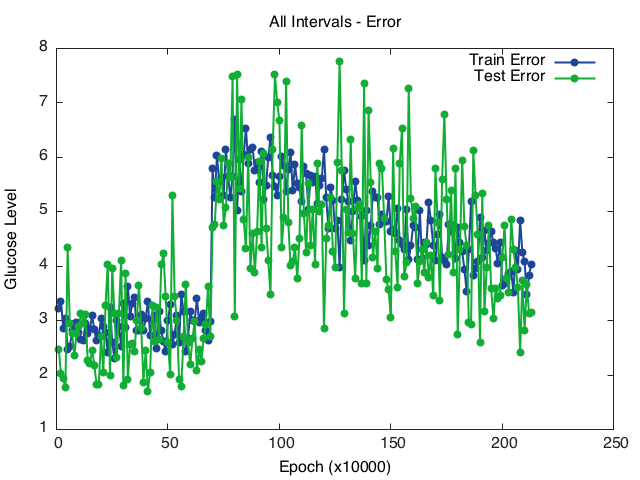 All Intervals - Error
Train Error
Test Error
8
7
6
5
4
3
2
1
Glucose Level
0
50
100
150
200
250
Epoch (x10000)